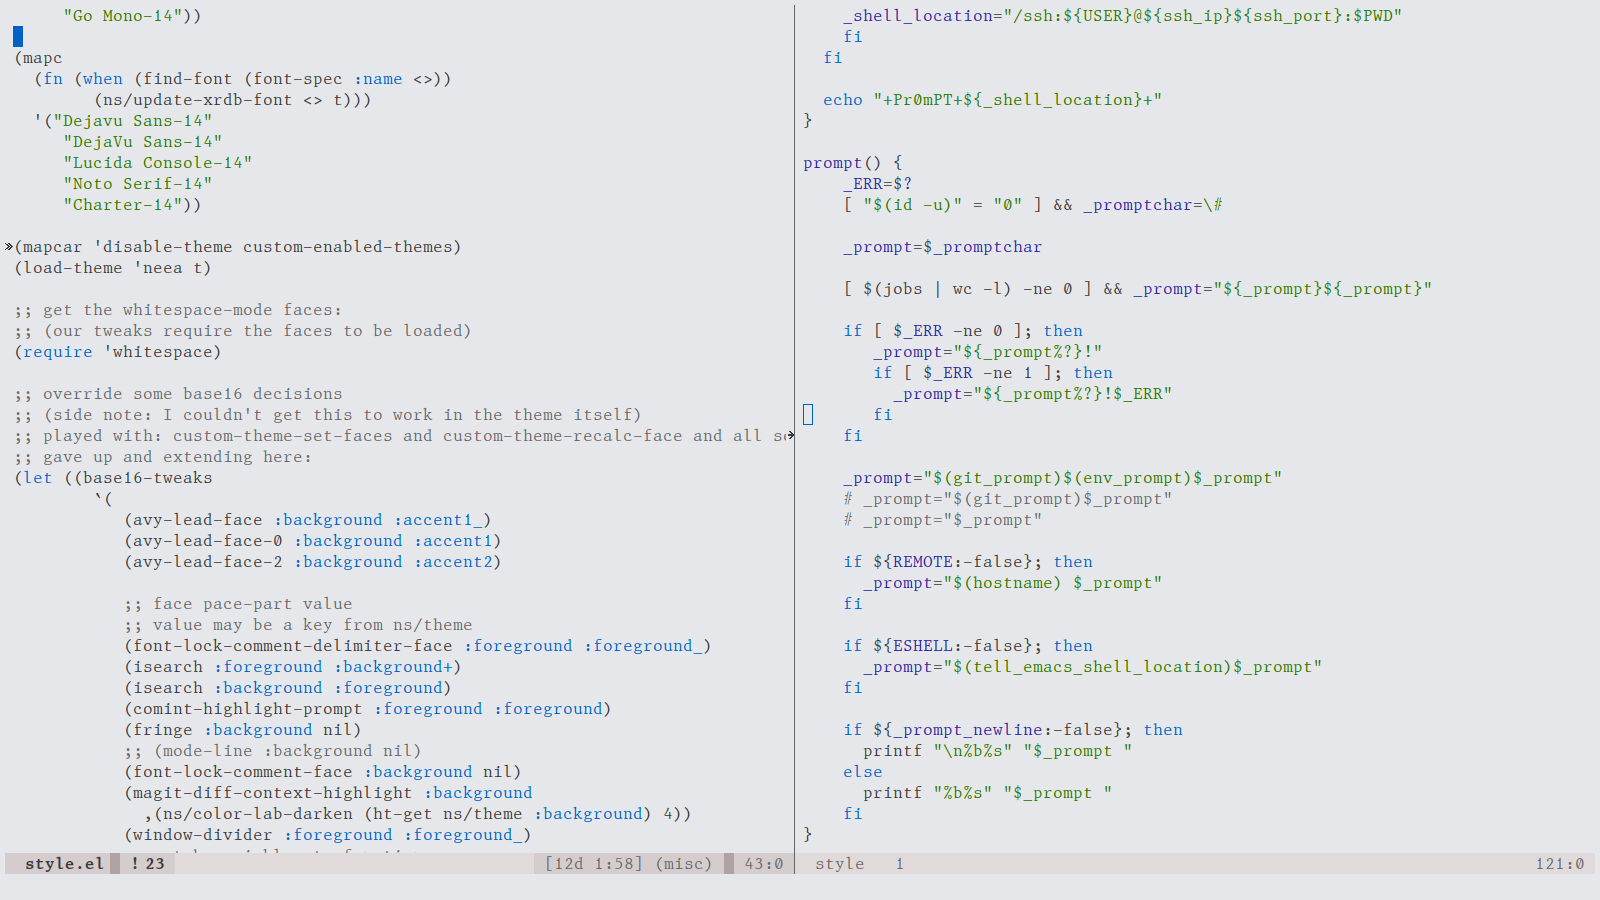 "Go Mono-14"))
(mapc
(fn (when (find-font (font-spec :name <>))
(ns/update-xrdb-font <> t)))
'("Dejavu Sans-14"
"DejaVu Sans-14"
"Lucida Console-14"
"Noto Serif-14"
"Charter-14"))
(mapcar 'disable-theme custom-enabled-themes)
(load-theme 'neea t)
;; get the whitespace-mode faces:
;; (our tweaks require the faces to be loaded)
(require 'whitespace)
;; override some base16 decisions
;; (side note: I couldn't get this to work in the theme itself)
;; played with: custom-theme-set-faces and custom-theme-recalc-face and all
;; gave up and extending here:
(let ((base16-tweaks
`(
(avy-lead-face :background :accent1_)
(avy-lead-face-0 :background :accent1)
(avy-lead-face-2 :background :accent2)
;; face pace-part value
;; value may be a key from ns/theme
(font-lock-comment-delimiter-face :foreground :foreground_)
(isearch :foreground :background+)
(isearch :background :foreground)
(comint-highlight-prompt :foreground :foreground)
(fringe :background nil)
;; (mode-line :background nil)
(font-lock-comment-face :background nil)
(magit-diff-context-highlight :background
,(ns/color-lab-darken (ht-get ns/theme :background) 4))
(window-divider :foreground :foreground_)
style.el ! 23 [12d 1:58] (misc) 43:0
_shell_location="/ssh:${USER}@${ssh_ip}${ssh_port}:$PWD"
fi
fi
echo "+Pr0mPT+${_shell_location}+"
}
prompt() {
_ERR=$?
[ "$(id -u)" = "0" ] && _promptchar=\#
_prompt=$_promptchar
[ $(jobs | wc -l) -ne 0 ] && _prompt="${_prompt}${_prompt}"
if [ $_ERR -ne 0 ]; then
_prompt="${_prompt%?}!"
if [ $_ERR -ne 1 ]; then
_prompt="${_prompt%?}!$_ERR"
fi
fi
_prompt="$(git_prompt)$(env_prompt)$_prompt"
# _prompt="$(git_prompt)$_prompt"
# _prompt="$_prompt"
if ${REMOTE:-false}; then
_prompt="$(hostname) $_prompt"
fi
if ${ESHELL:-false}; then
_prompt="$(tell_emacs_shell_location)$_prompt"
fi
if ${_prompt_newline:-false}; then
printf "\n%b%s" "$_prompt "
else
printf "%b%s" "$_prompt "
fi
}
style 1 121:0